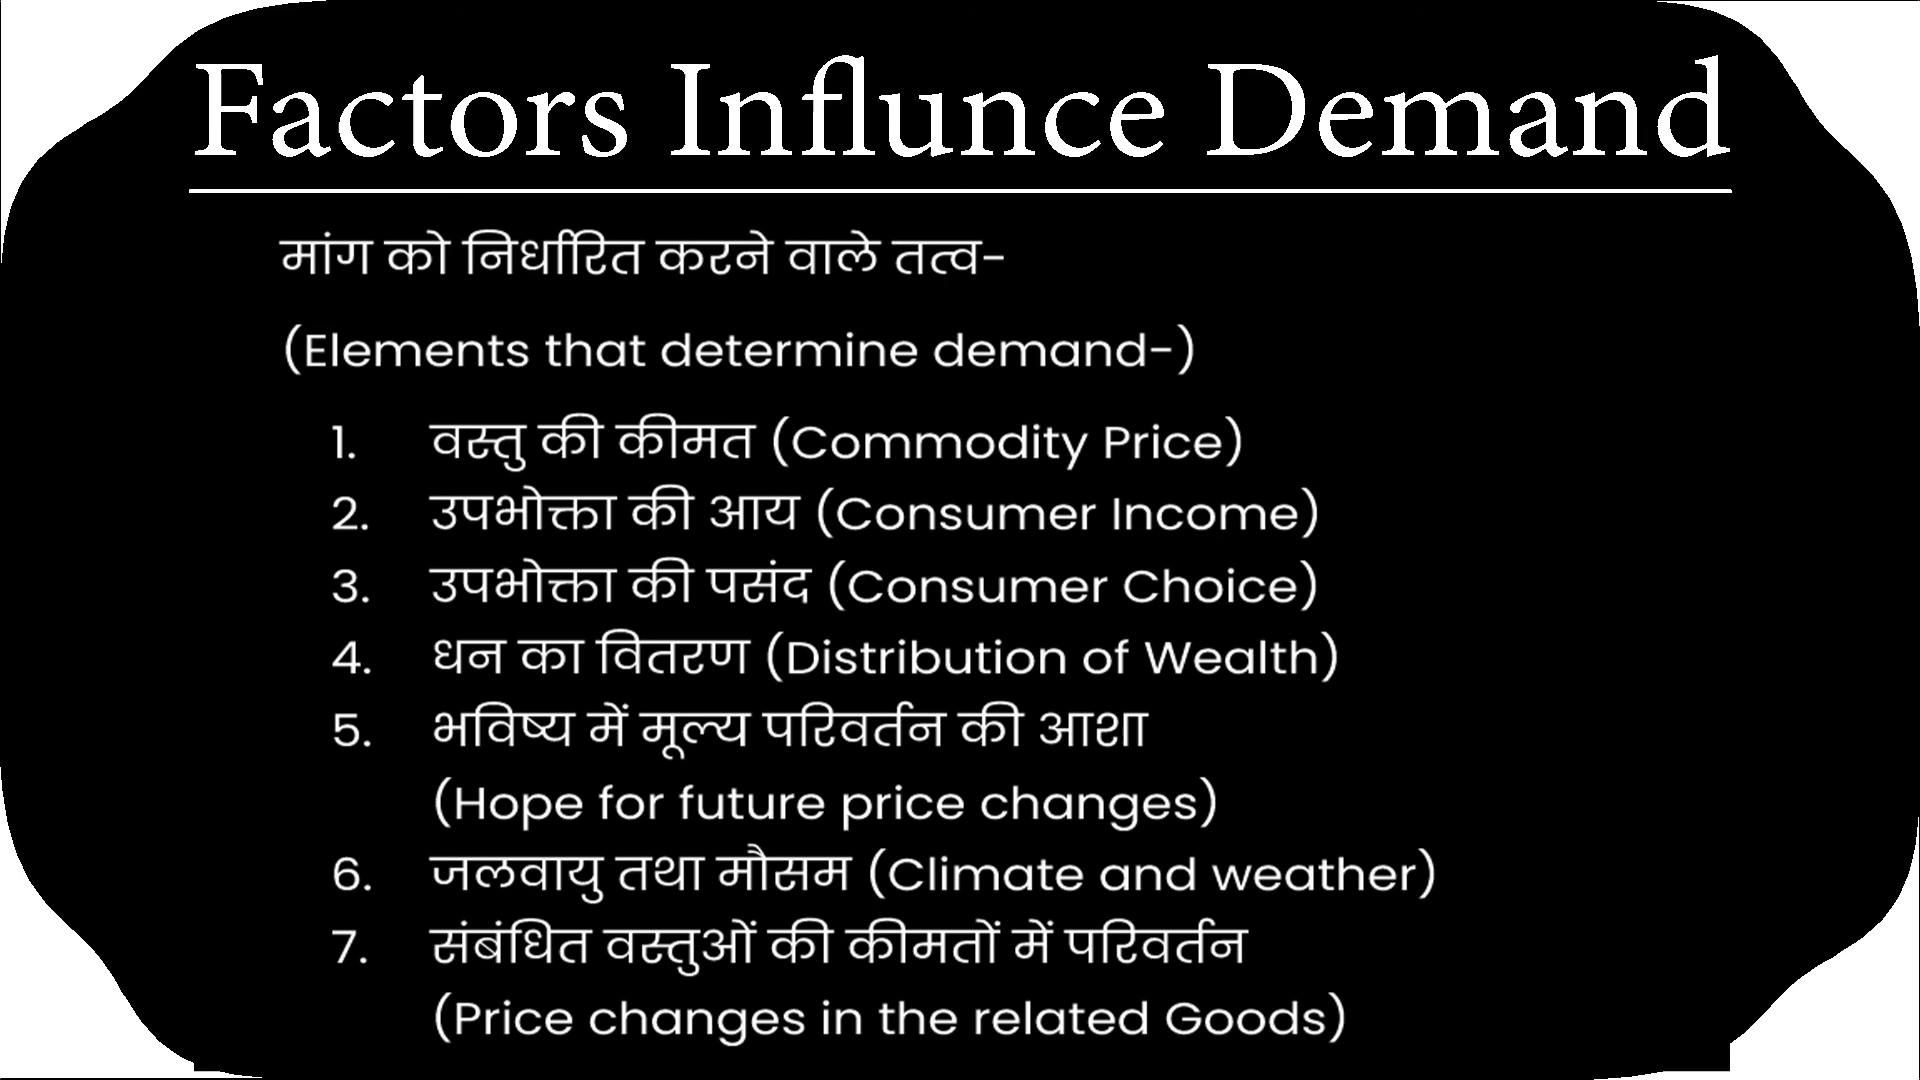 Factors Influnce Demand
मांग को निर्धारित करने वाले तत्व-
(Elements that determine demand-)
1. वस्तु की कीमत (Commodity Price)
2. उपभोक्ता की आय (Consumer Income)
3. उपभोक्ता की पसंद (Consumer Choice)
4. धन का वितरण (Distribution of Wealth)
5. भविष्य में मूल्य परिवर्तन की आशा
(Hope for future price changes)
6. जलवायु तथा मौसम (Climate and weather)
7. संबंधित वस्तुओं की कीमतों में परिवर्तन
(Price changes in the related Goods)